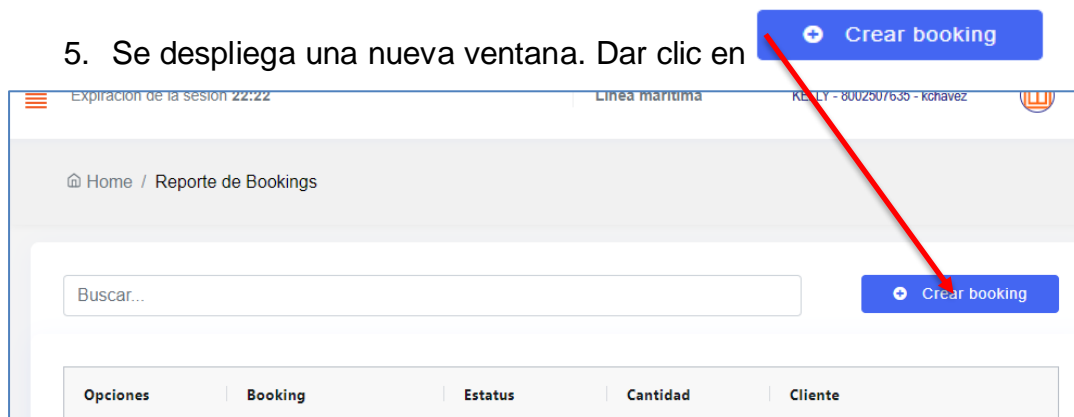 5. Se despliega una nueva ventana. Dar clic en Crear booking
Expiración de la sesión 22:22 Línea marítima KELLY - 8002507635 - kchavez
Home / Reporte de Bookings
Buscar... Crear booking
Opciones Booking Estatus Cantidad Cliente